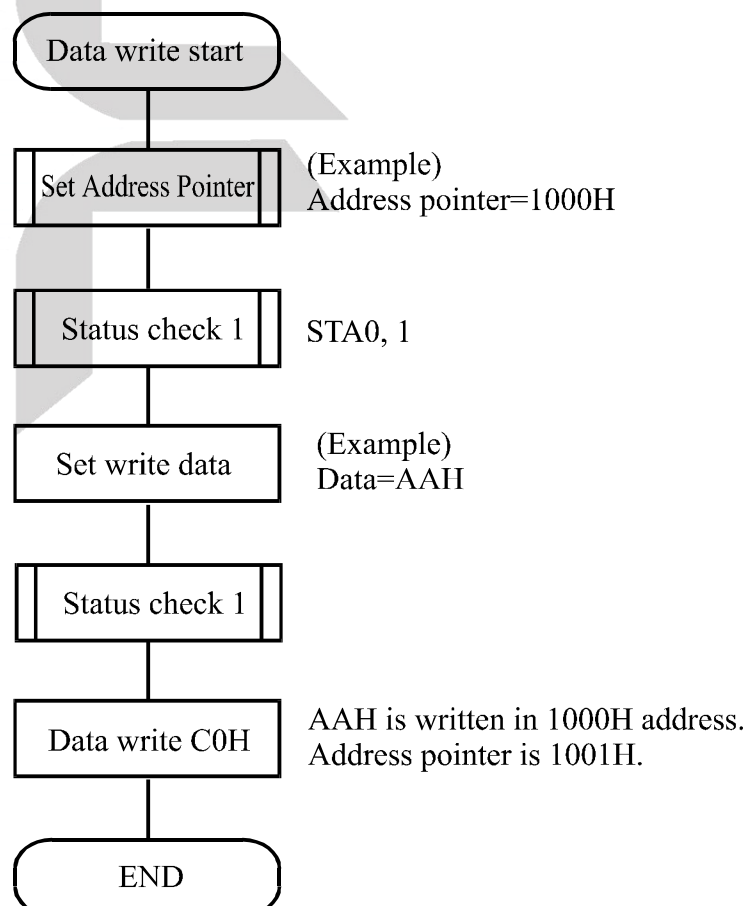 Data write start
Set Address Pointer
(Example)
Address pointer=1000H
Status check 1
STA0, 1
Set write data
(Example)
Data=AAH
Status check 1
Data write C0H
AAH is written in 1000H address.
Address pointer is 1001H.
END